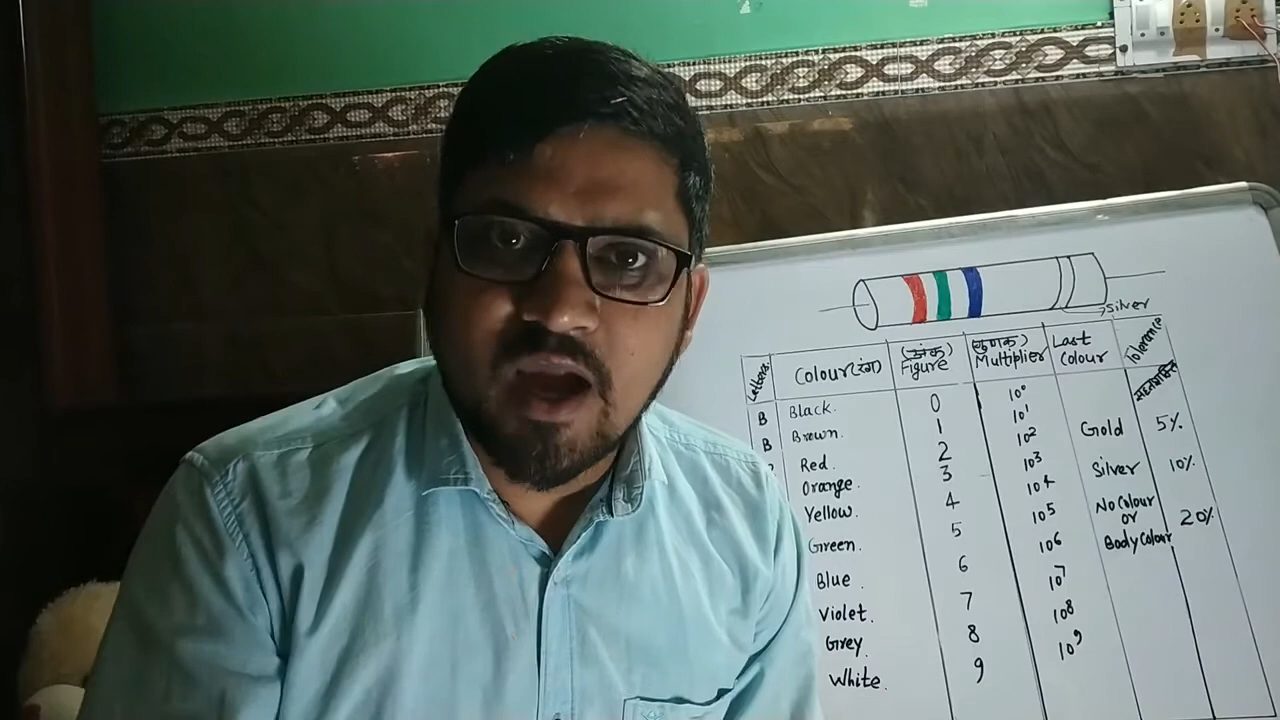 Silver
Letters Colour(रंग) (अंक) Figure (गुणक) Multiplier Last Colour Tolerance
B Black. 0 10⁰
B Brown. 1 10¹ Gold 5%
Red. 2 10² Silver 10%
Orange. 3 10³ No Colour
Yellow. 4 10⁴ or 20%
Green. 5 10⁵ Body Colour
Blue. 6 10⁶
Violet. 7 10⁷
Grey. 8 10⁸
White. 9 10⁹